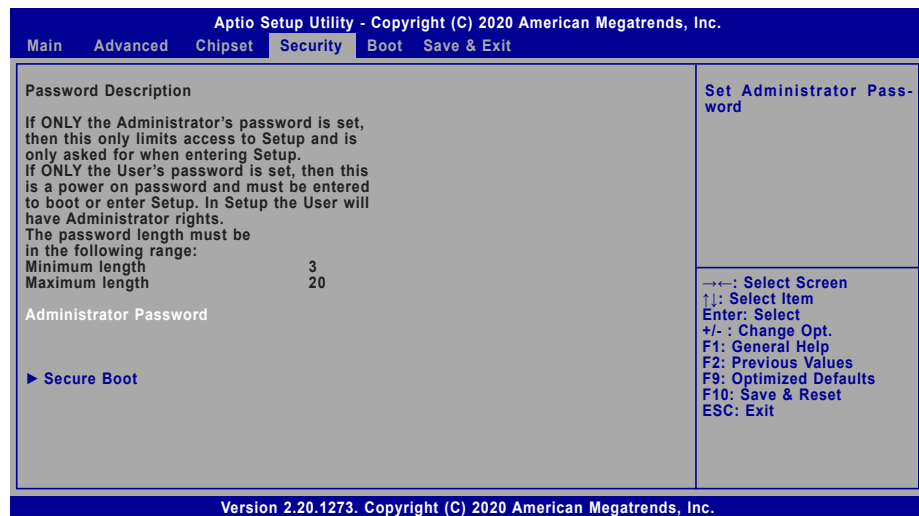 Aptio Setup Utility - Copyright (C) 2020 American Megatrends, Inc.
Main Advanced Chipset Security Boot Save & Exit
Password Description
If ONLY the Administrator's password is set,
then this only limits access to Setup and is
only asked for when entering Setup.
If ONLY the User's password is set, then this
is a power on password and must be entered
to boot or enter Setup. In Setup the User will
have Administrator rights.
The password length must be
in the following range:
Minimum length 3
Maximum length 20
Administrator Password
▶ Secure Boot
Set Administrator Pass-
word
→←: Select Screen
↑↓: Select Item
Enter: Select
+/- : Change Opt.
F1: General Help
F2: Previous Values
F9: Optimized Defaults
F10: Save & Reset
ESC: Exit
Version 2.20.1273. Copyright (C) 2020 American Megatrends, Inc.